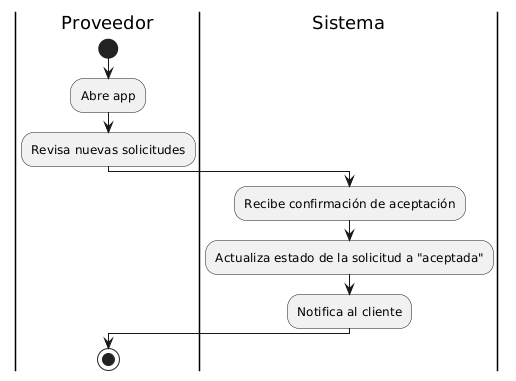 Proveedor
Sistema
Abre app
Revisa nuevas solicitudes
Recibe confirmación de aceptación
Actualiza estado de la solicitud a "aceptada"
Notifica al cliente